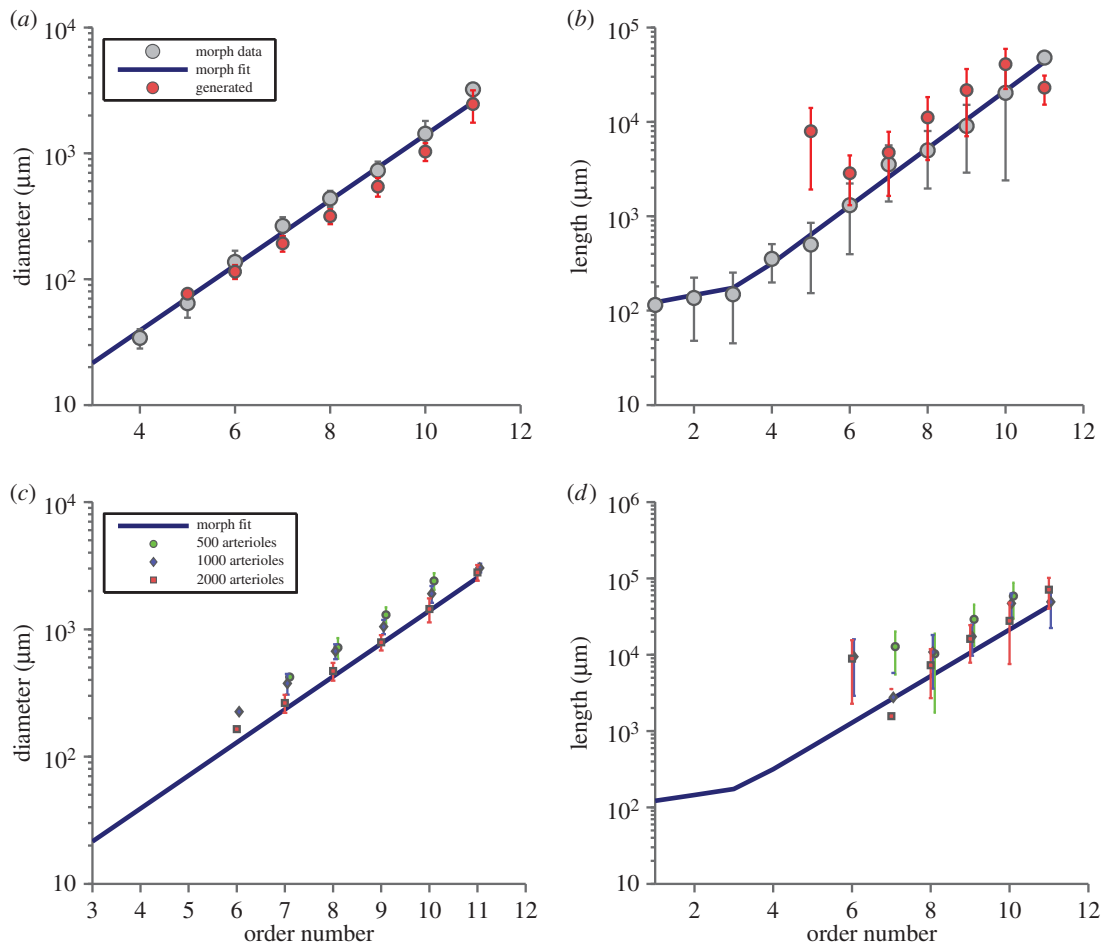 (a)
10⁴
10³
10²
10
diameter (µm)
morph data
morph fit
generated
4 6 8 10 12
(b)
10⁵
10⁴
10³
10²
10
length (µm)
2 4 6 8 10 12
(c)
10⁴
10³
10²
10
diameter (µm)
morph fit
500 arterioles
1000 arterioles
2000 arterioles
3 4 5 6 7 8 9 10 11 12
order number
(d)
10⁶
10⁵
10⁴
10³
10²
10
length (µm)
2 4 6 8 10 12
order number